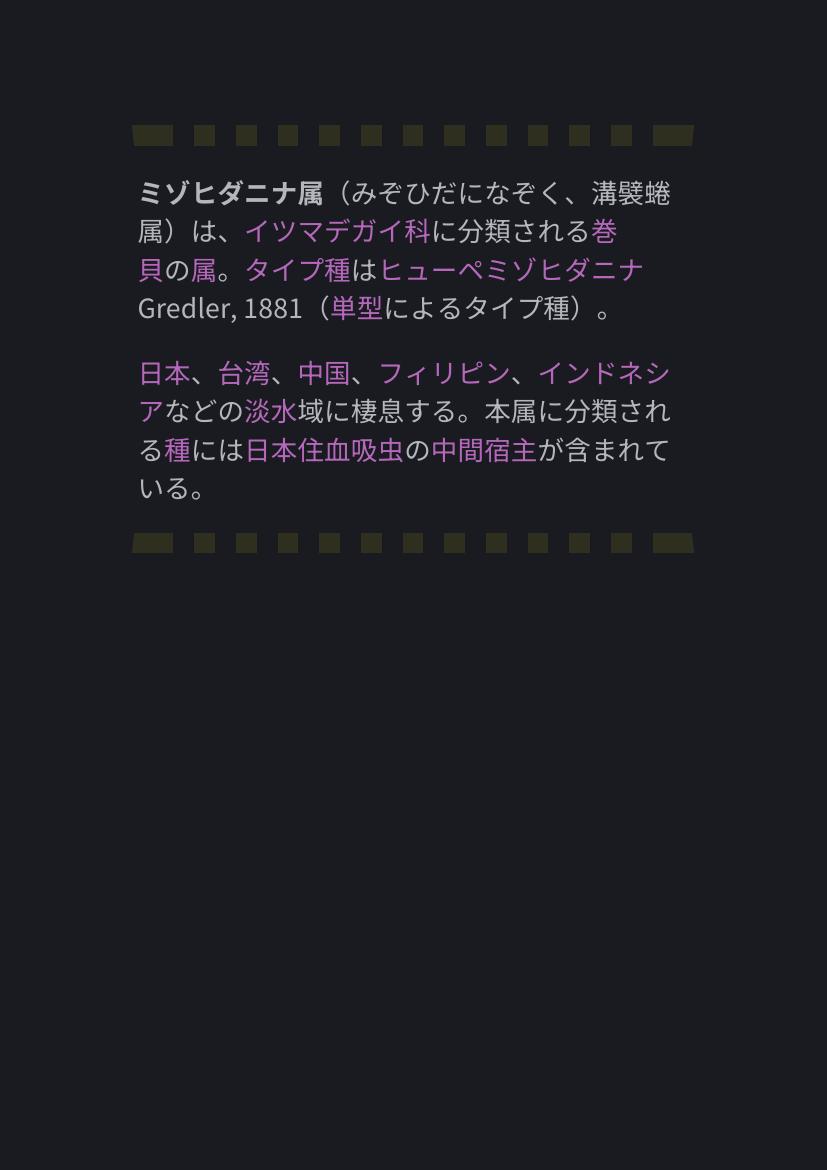 ミゾヒダニナ属（みぞひだになぞく、溝襞蜷
属）は、イツマデガイ科に分類される巻
貝の属。タイプ種はヒューペミゾヒダニナ
Gredler, 1881（単型によるタイプ種）。
日本、台湾、中国、フィリピン、インドネシ
アなどの淡水域に棲息する。本属に分類され
る種には日本住血吸虫の中間宿主が含まれて
いる。